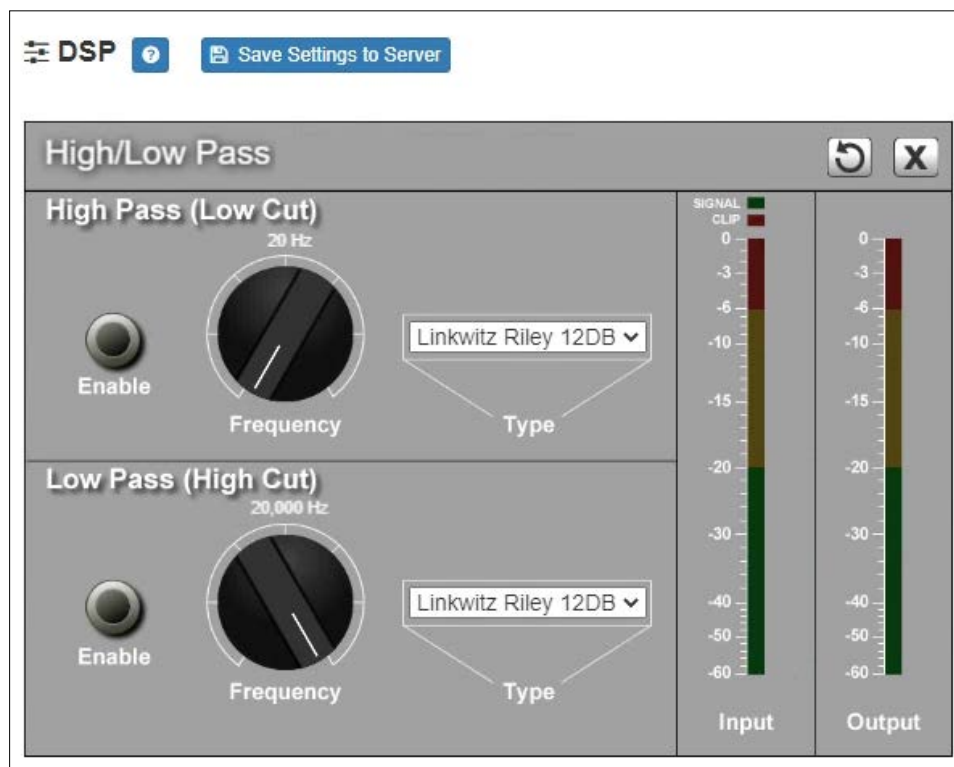 DSP ? Save Settings to Server
High/Low Pass X
High Pass (Low Cut)
20 Hz
Enable
Frequency
Linkwitz Riley 12DB
Type
Low Pass (High Cut)
20,000 Hz
Enable
Frequency
Linkwitz Riley 12DB
Type
SIGNAL
CLIP
0
-3
-6
-10
-15
-20
-30
-40
-50
-60
Input
0
-3
-6
-10
-15
-20
-30
-40
-50
-60
Output